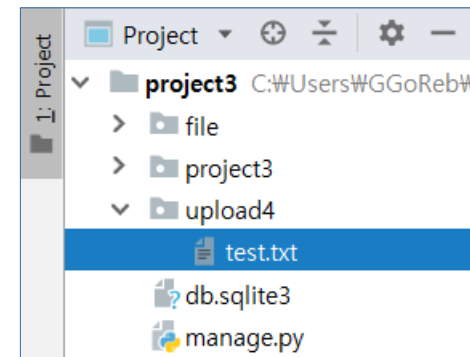 1: Project
Project
project3 C:₩Users₩GGoReb₩
file
project3
upload4
test.txt
db.sqlite3
manage.py